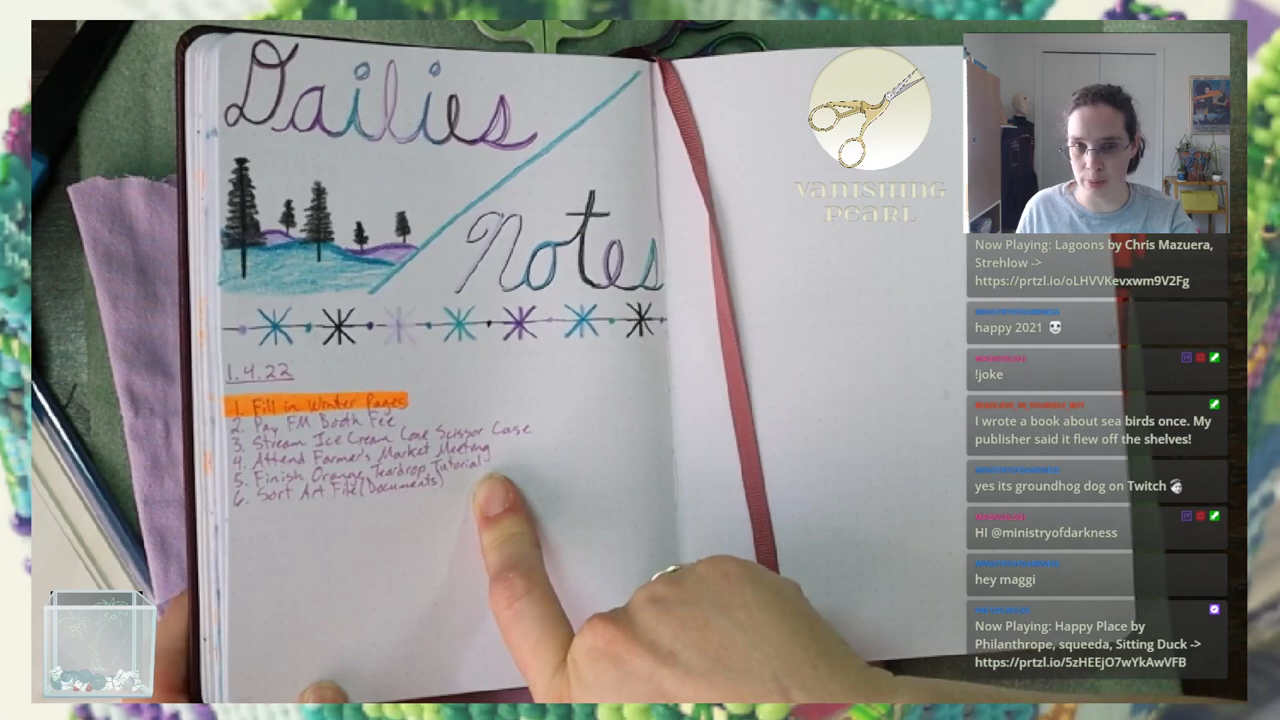 Dailies
Notes
1.4.22
1. Fill in Winter Pages
2. Pay FM Booth Fee
3. Stream Ice Cream Cone Scissor Case
4. Attend Farmer's Market Meeting
5. Finish Orange Teardrop Tutorial
6. Sort Art File (Documents)
VANISHING
PEARL
Now Playing: Lagoons by Chris Mazuera,
Strehlow ->
https://prtzl.io/oLHVVKevxwm9V2Fg
happy 2021
!joke
I wrote a book about sea birds once. My
publisher said it flew off the shelves!
yes its groundhog dog on Twitch
HI @ministryofdarkness
hey maggi
Now Playing: Happy Place by
Philanthrope, squeeda, Sitting Duck ->
https://prtzl.io/5zHEEjO7wYkAwVFB